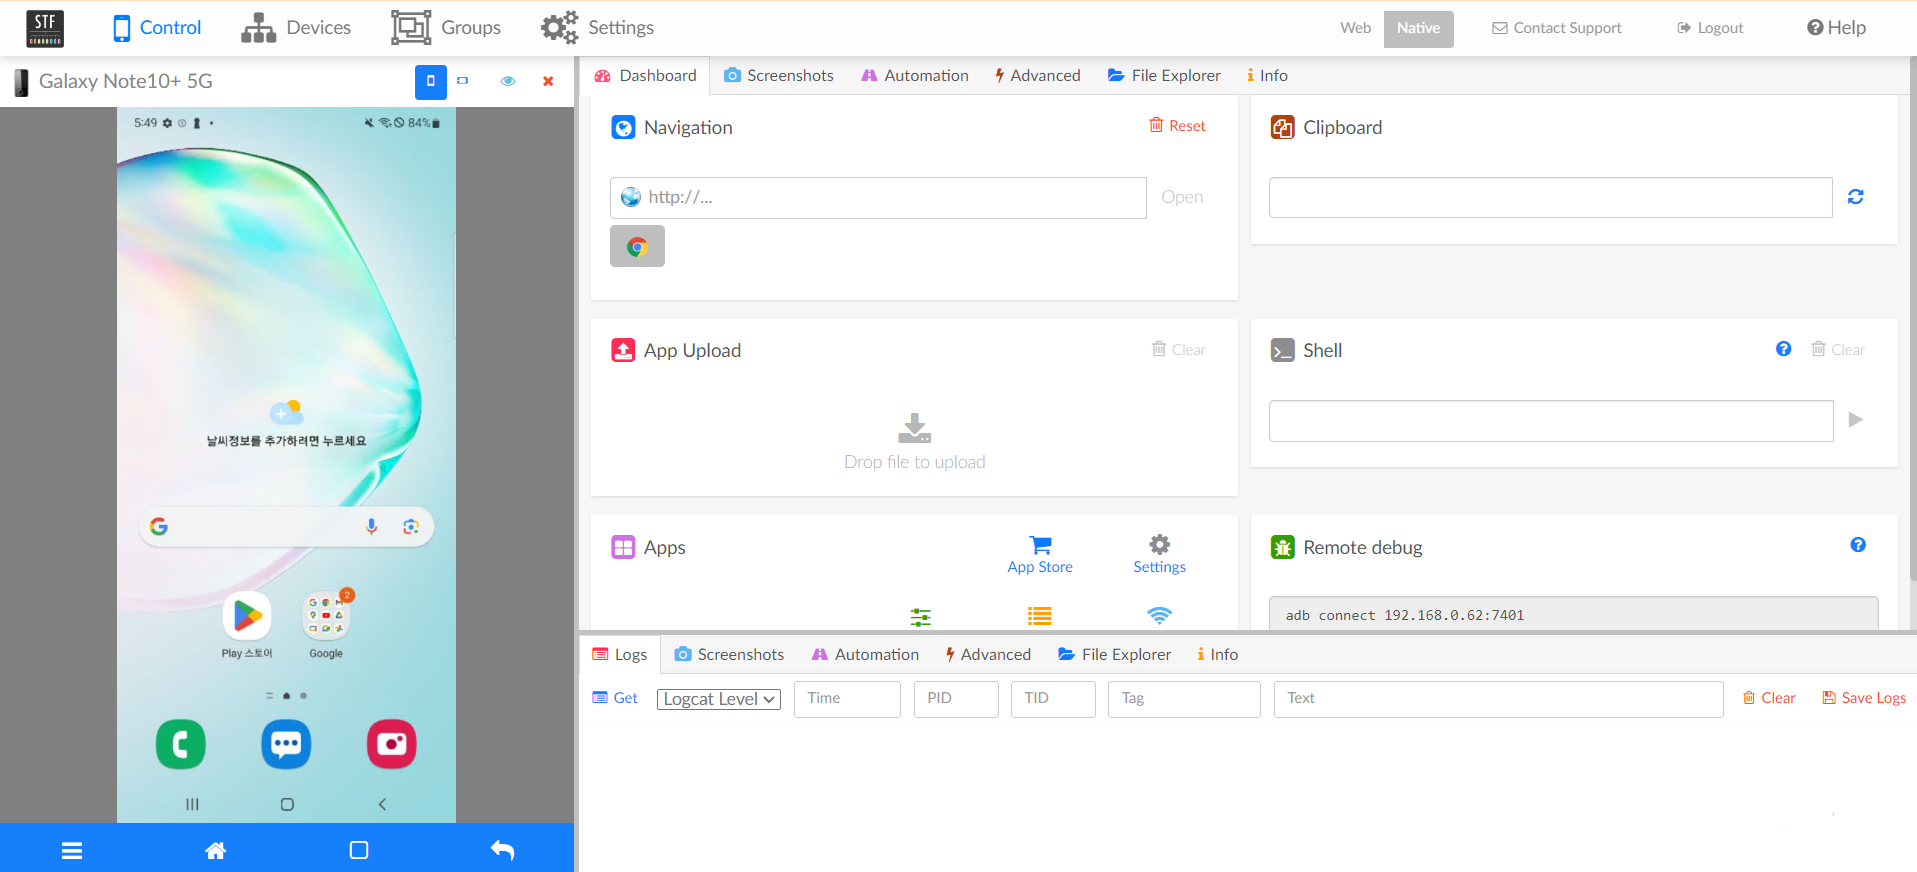 STF
Control
Devices
Groups
Settings
Web
Native
Contact Support
Logout
Help
Galaxy Note10+ 5G
5:49
84%
날씨정보를 추가하려면 누르세요
2
Play 스토어
Google
Dashboard
Screenshots
Automation
Advanced
File Explorer
Info
Navigation
Reset
http://...
Open
Clipboard
App Upload
Clear
Drop file to upload
Shell
Clear
Apps
App Store
Settings
Remote debug
adb connect 192.168.0.62:7401
Logs
Screenshots
Automation
Advanced
File Explorer
Info
Get
Logcat Level
Time
PID
TID
Tag
Text
Clear
Save Logs